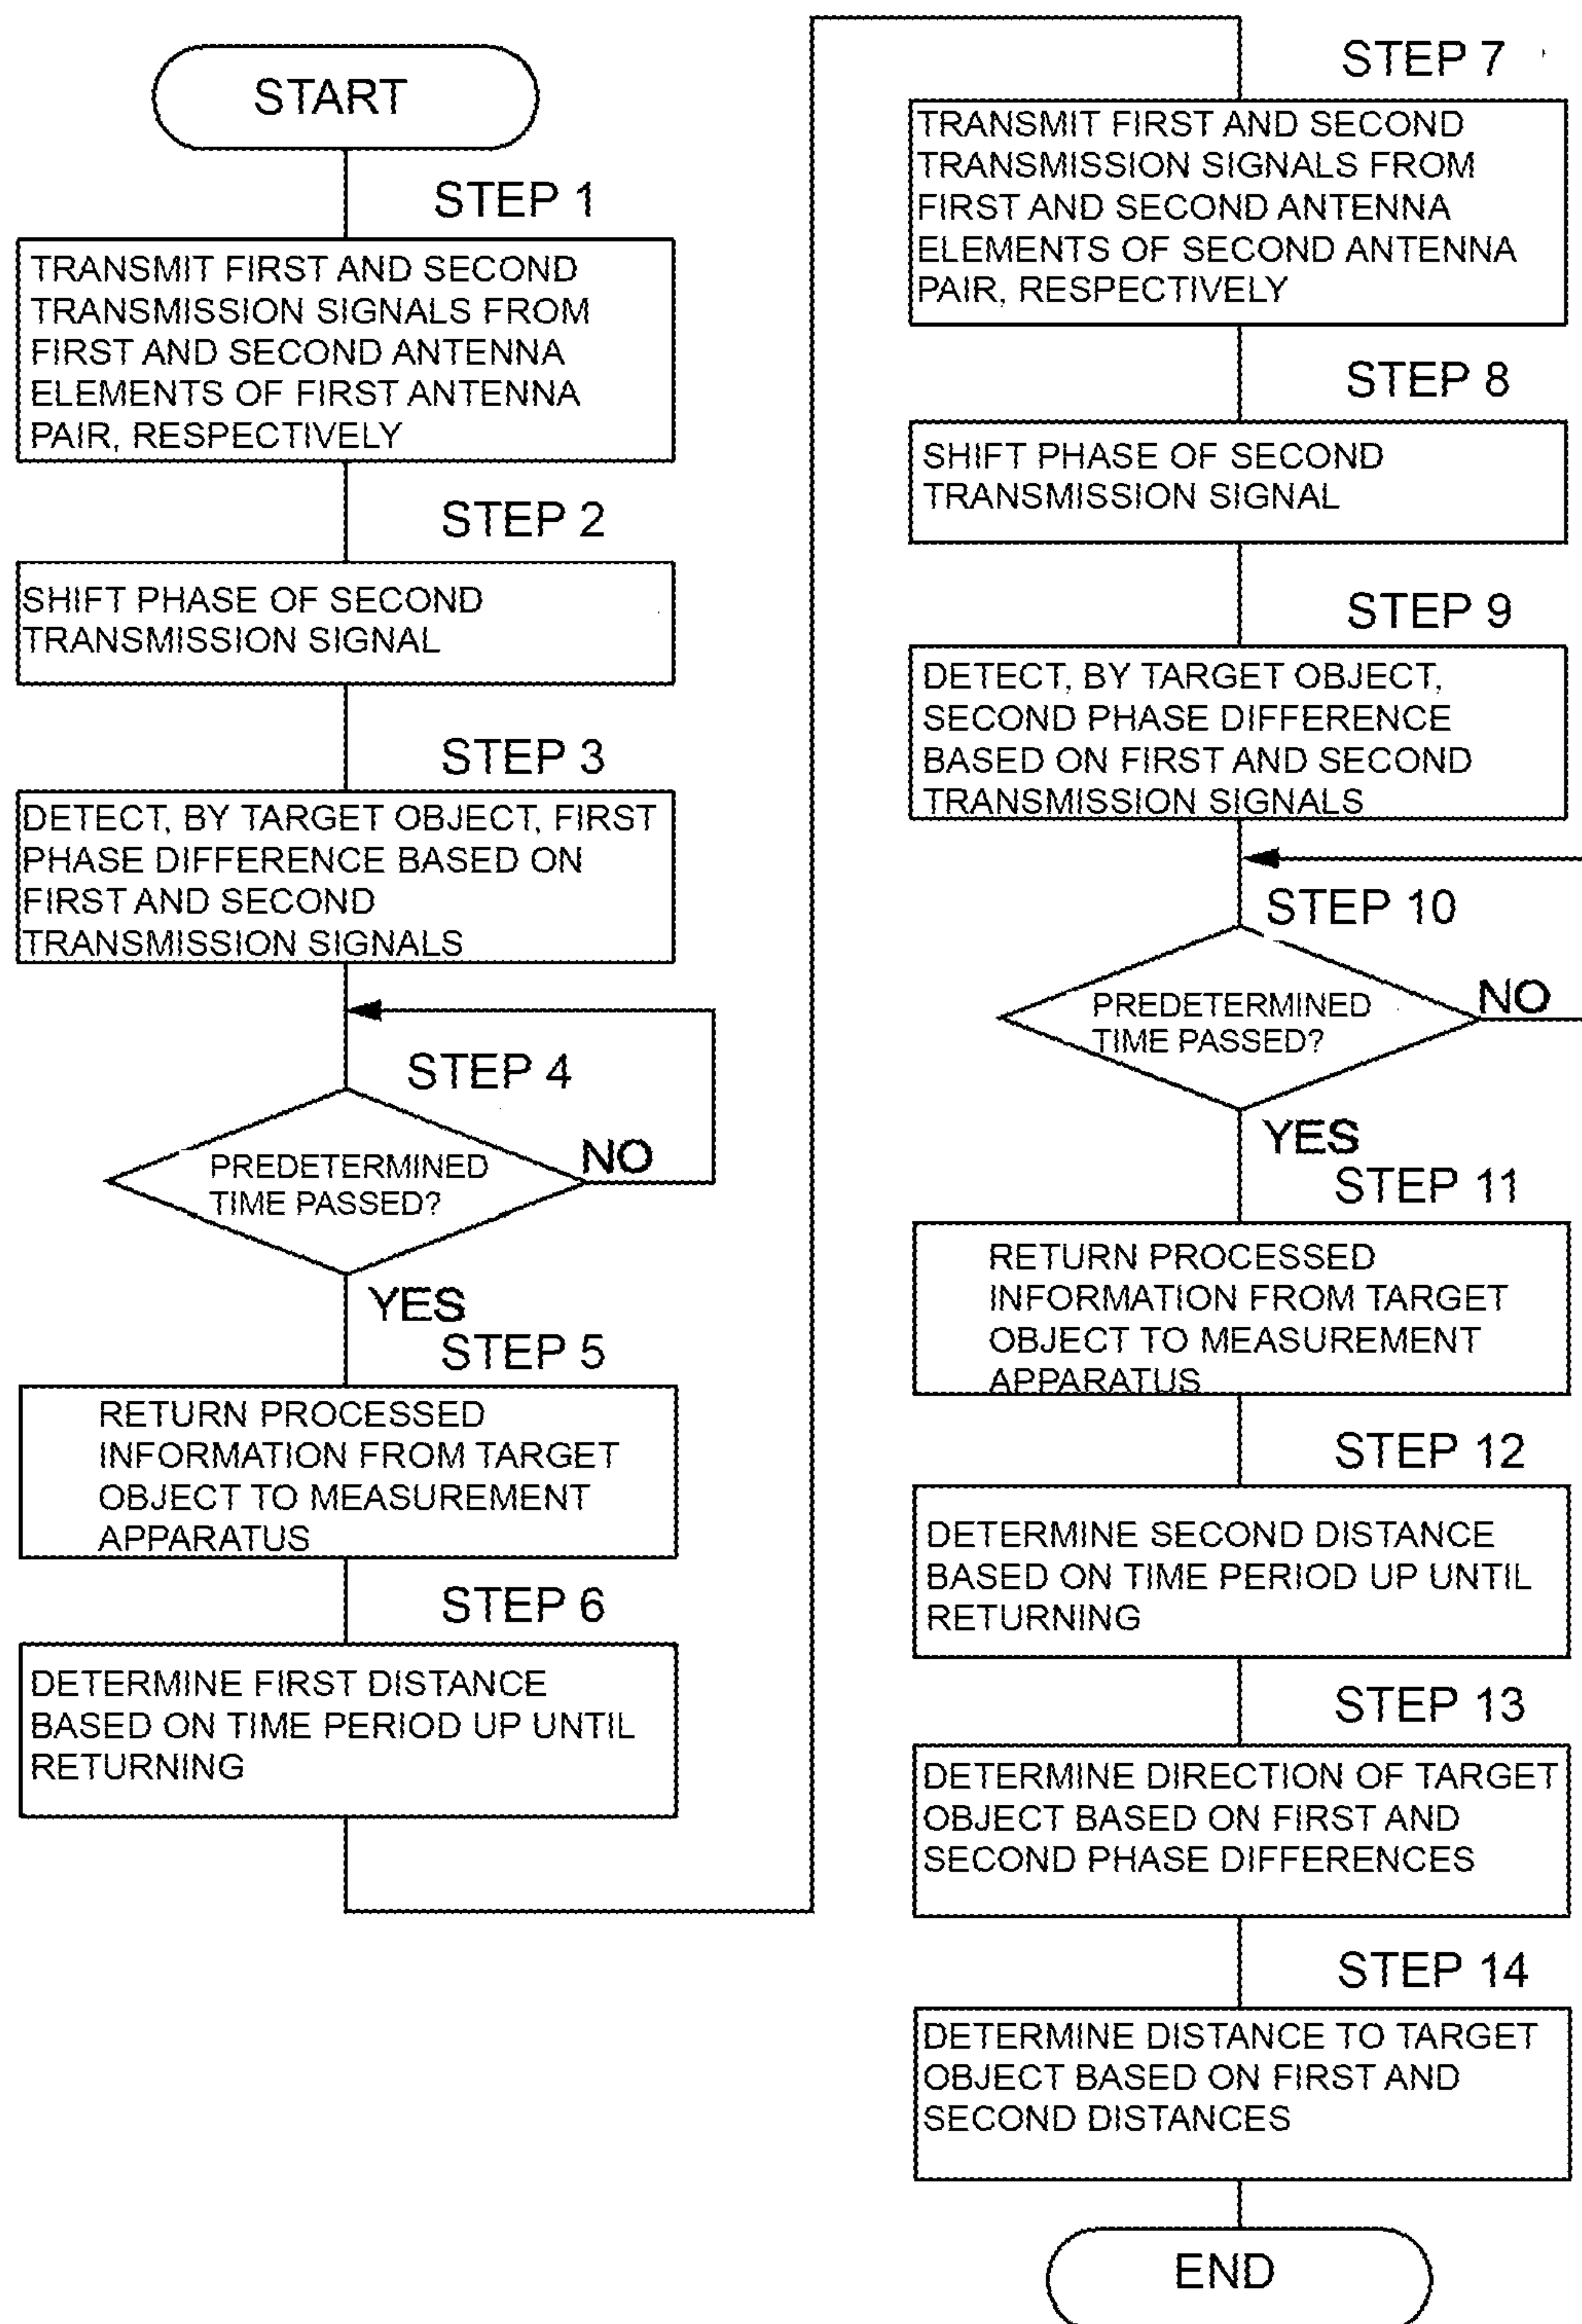 START
STEP 1
TRANSMIT FIRST AND SECOND
TRANSMISSION SIGNALS FROM
FIRST AND SECOND ANTENNA
ELEMENTS OF FIRST ANTENNA
PAIR, RESPECTIVELY
STEP 2
SHIFT PHASE OF SECOND
TRANSMISSION SIGNAL
STEP 3
DETECT, BY TARGET OBJECT, FIRST
PHASE DIFFERENCE BASED ON
FIRST AND SECOND
TRANSMISSION SIGNALS
STEP 4
PREDETERMINED
TIME PASSED?
NO
YES
STEP 5
RETURN PROCESSED
INFORMATION FROM TARGET
OBJECT TO MEASUREMENT
APPARATUS
STEP 6
DETERMINE FIRST DISTANCE
BASED ON TIME PERIOD UP UNTIL
RETURNING
STEP 7
TRANSMIT FIRST AND SECOND
TRANSMISSION SIGNALS FROM
FIRST AND SECOND ANTENNA
ELEMENTS OF SECOND ANTENNA
PAIR, RESPECTIVELY
STEP 8
SHIFT PHASE OF SECOND
TRANSMISSION SIGNAL
STEP 9
DETECT, BY TARGET OBJECT,
SECOND PHASE DIFFERENCE
BASED ON FIRST AND SECOND
TRANSMISSION SIGNALS
STEP 10
PREDETERMINED
TIME PASSED?
NO
YES
STEP 11
RETURN PROCESSED
INFORMATION FROM TARGET
OBJECT TO MEASUREMENT
APPARATUS
STEP 12
DETERMINE SECOND DISTANCE
BASED ON TIME PERIOD UP UNTIL
RETURNING
STEP 13
DETERMINE DIRECTION OF TARGET
OBJECT BASED ON FIRST AND
SECOND PHASE DIFFERENCES
STEP 14
DETERMINE DISTANCE TO TARGET
OBJECT BASED ON FIRST AND
SECOND DISTANCES
END